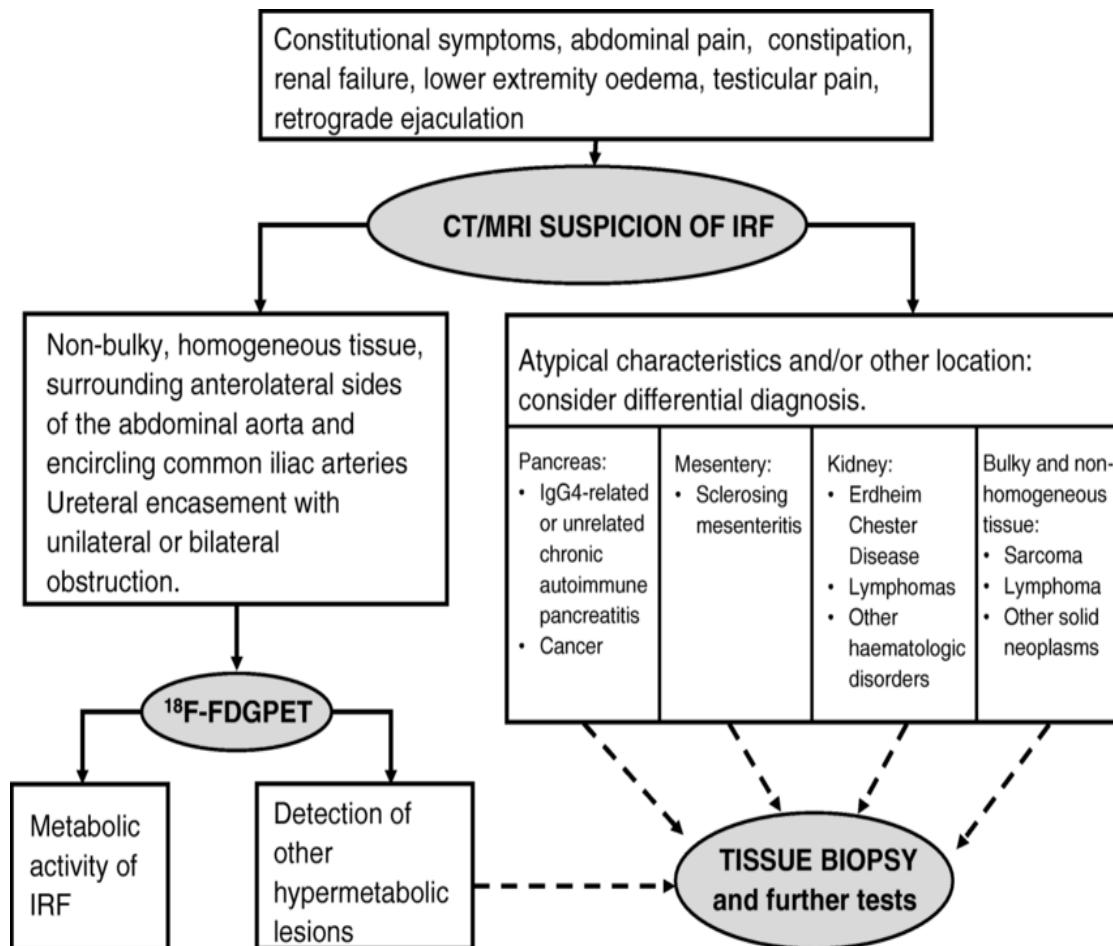 Constitutional symptoms, abdominal pain, constipation,
renal failure, lower extremity oedema, testicular pain,
retrograde ejaculation
CT/MRI SUSPICION OF IRF
Non-bulky, homogeneous tissue,
surrounding anterolateral sides
of the abdominal aorta and
encircling common iliac arteries
Ureteral encasement with
unilateral or bilateral
obstruction.
Atypical characteristics and/or other location:
consider differential diagnosis.
Pancreas:
• IgG4-related
or unrelated
chronic
autoimmune
pancreatitis
• Cancer
Mesentery:
• Sclerosing
mesenteritis
Kidney:
• Erdheim
Chester
Disease
• Lymphomas
• Other
haematologic
disorders
Bulky and non-
homogeneous
tissue:
• Sarcoma
• Lymphoma
• Other solid
neoplasms
¹⁸F-FDGPET
Metabolic
activity of
IRF
Detection of
other
hypermetabolic
lesions
TISSUE BIOPSY
and further tests